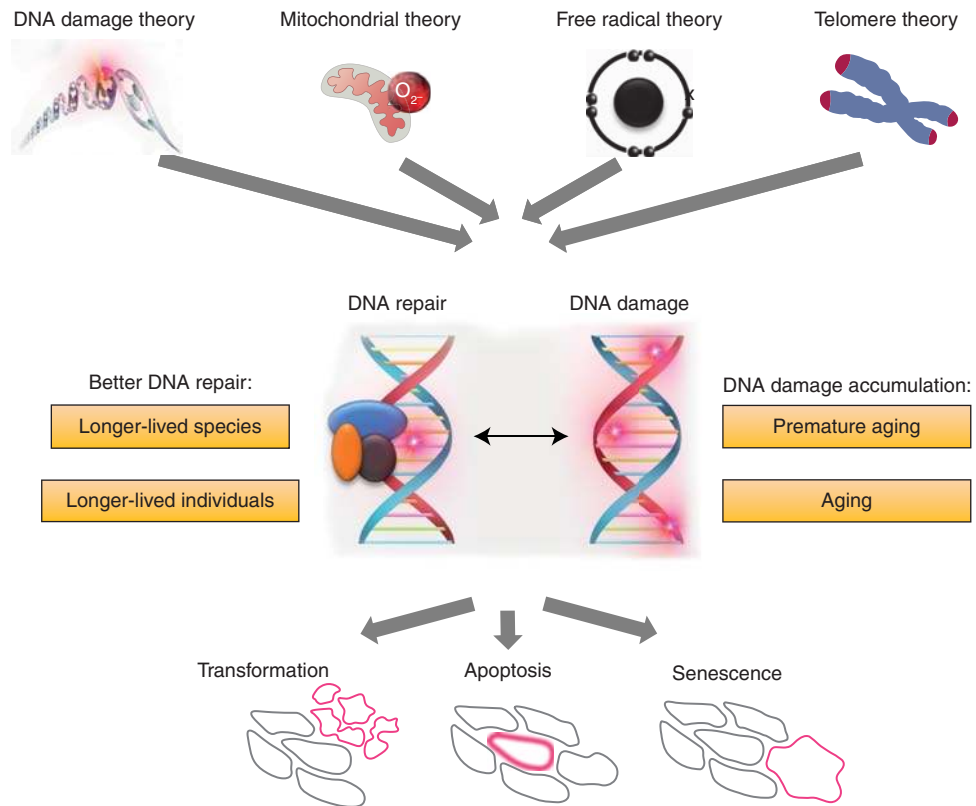 DNA damage theory
Mitochondrial theory
Free radical theory
Telomere theory
O2−
x
DNA repair
DNA damage
Better DNA repair:
DNA damage accumulation:
Longer-lived species
Premature aging
Longer-lived individuals
Aging
Transformation
Apoptosis
Senescence